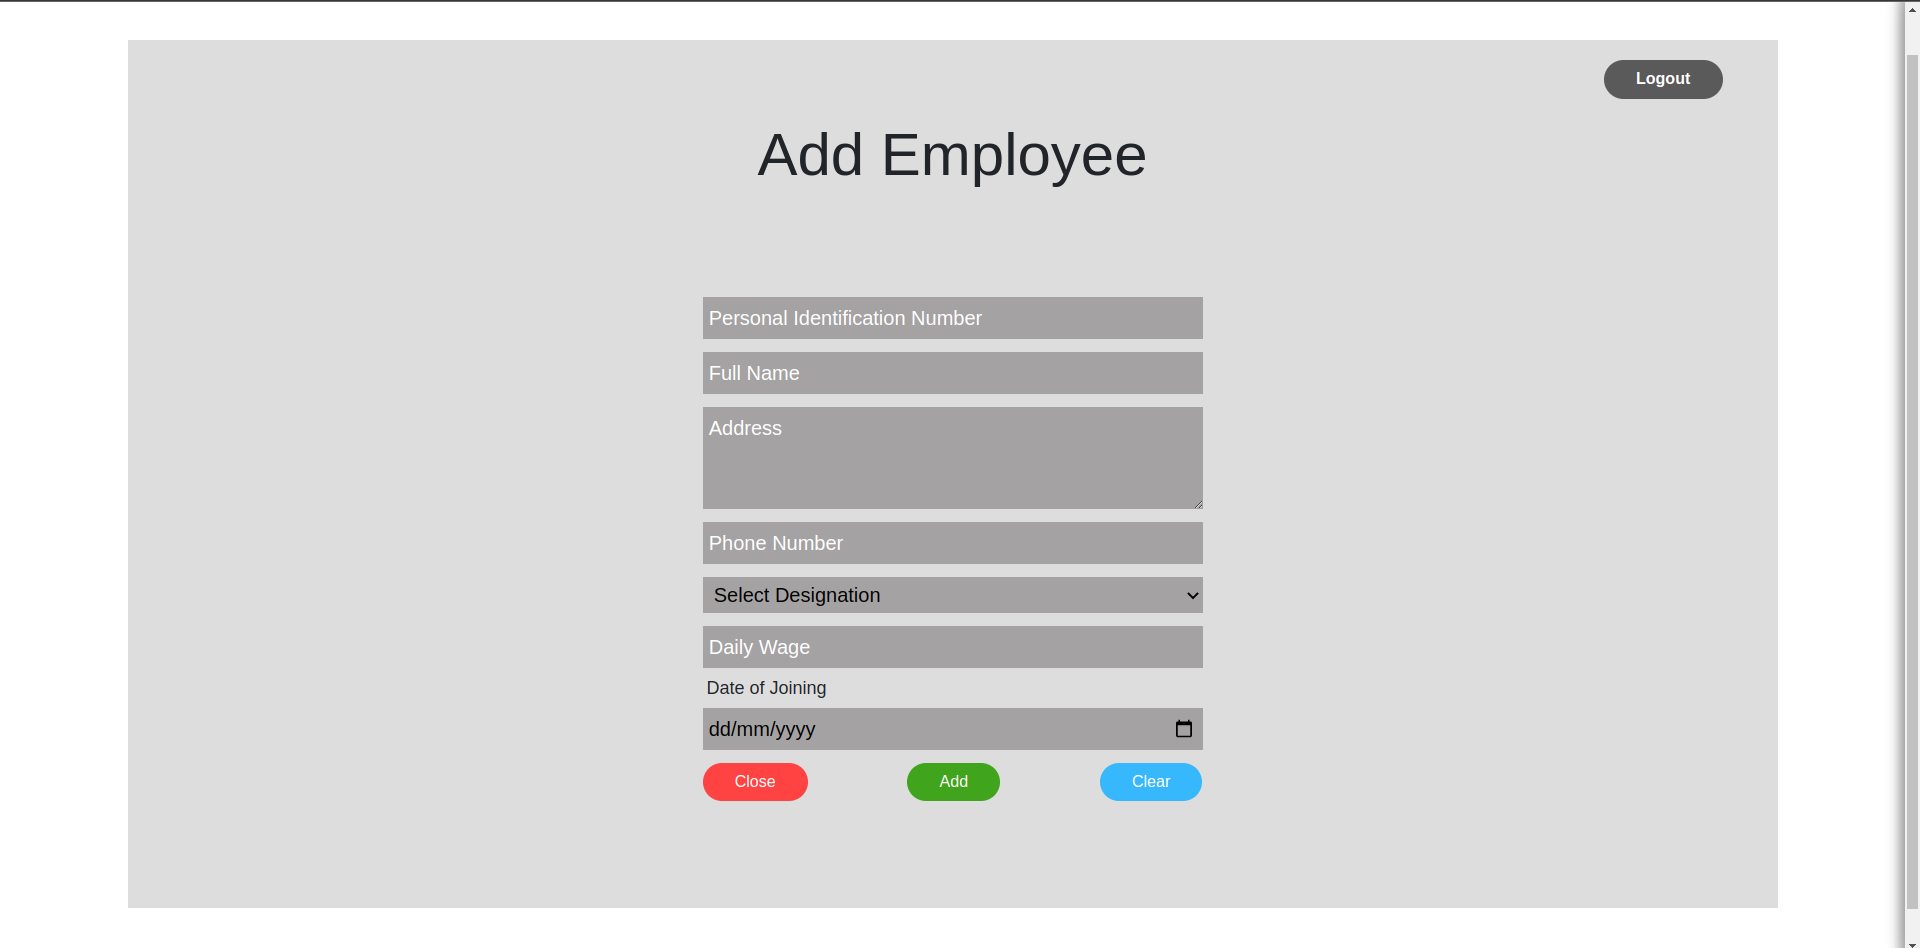 Logout
Add Employee
Personal Identification Number
Full Name
Address
Phone Number
Select Designation
Daily Wage
Date of Joining
dd/mm/yyyy
Close Add Clear